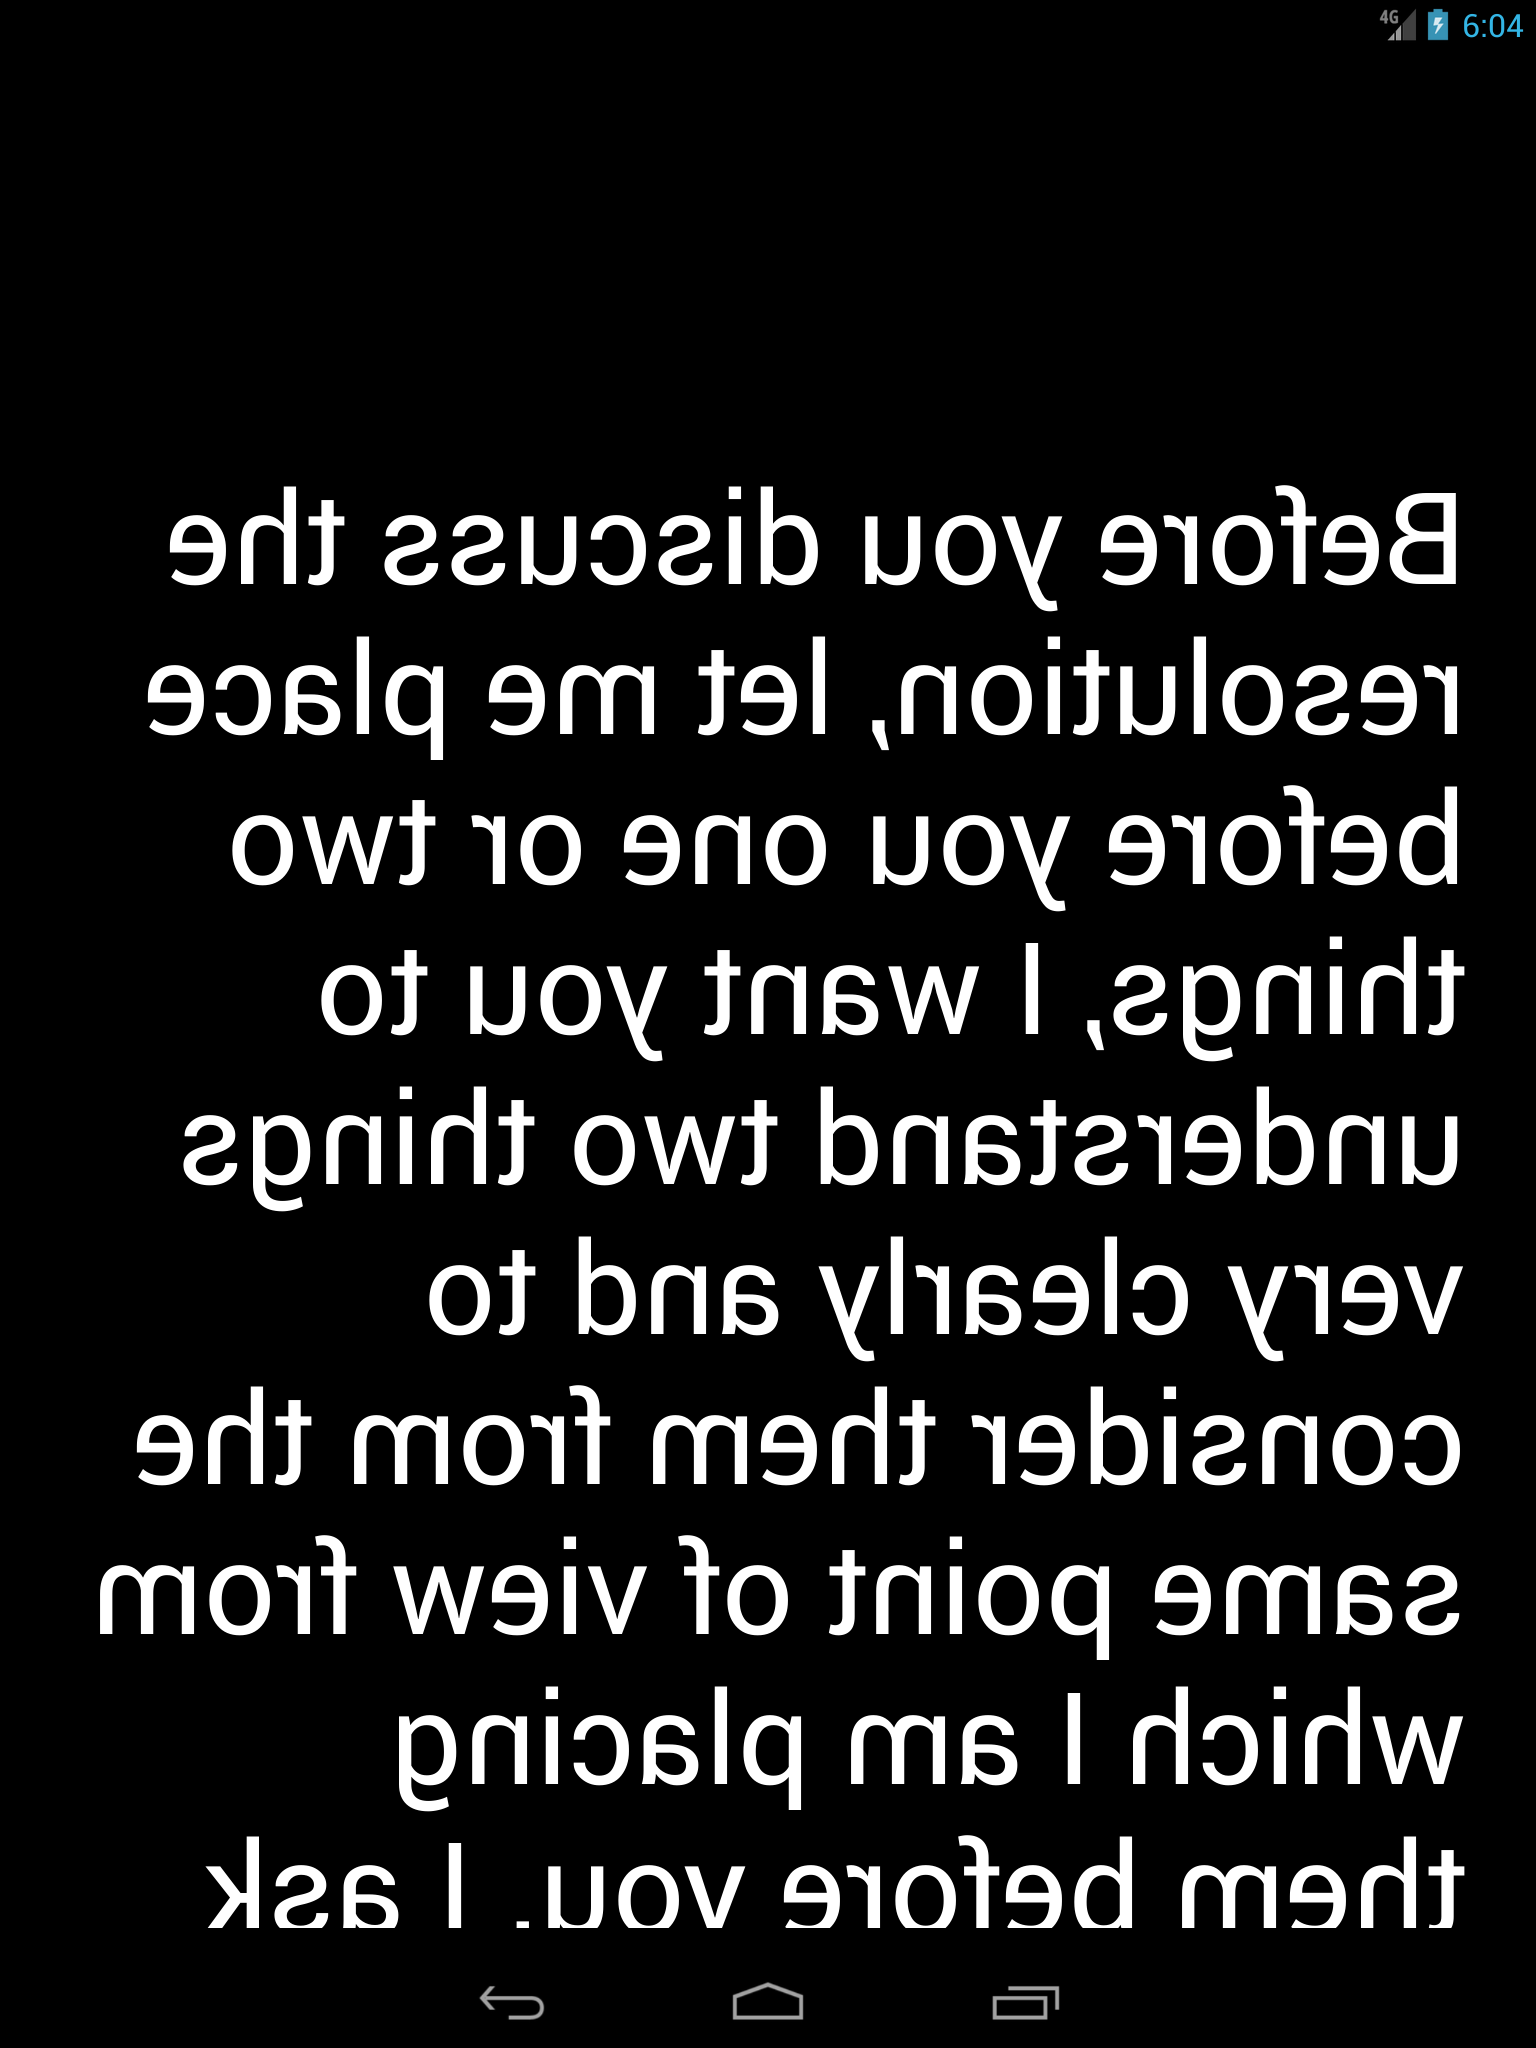 4G 6:04
Before you discuss the
resolution, let me place
before you one or two
things, I want you to
understand two things
very clearly and to
consider them from the
same point of view from
which I am placing
them before you. I ask